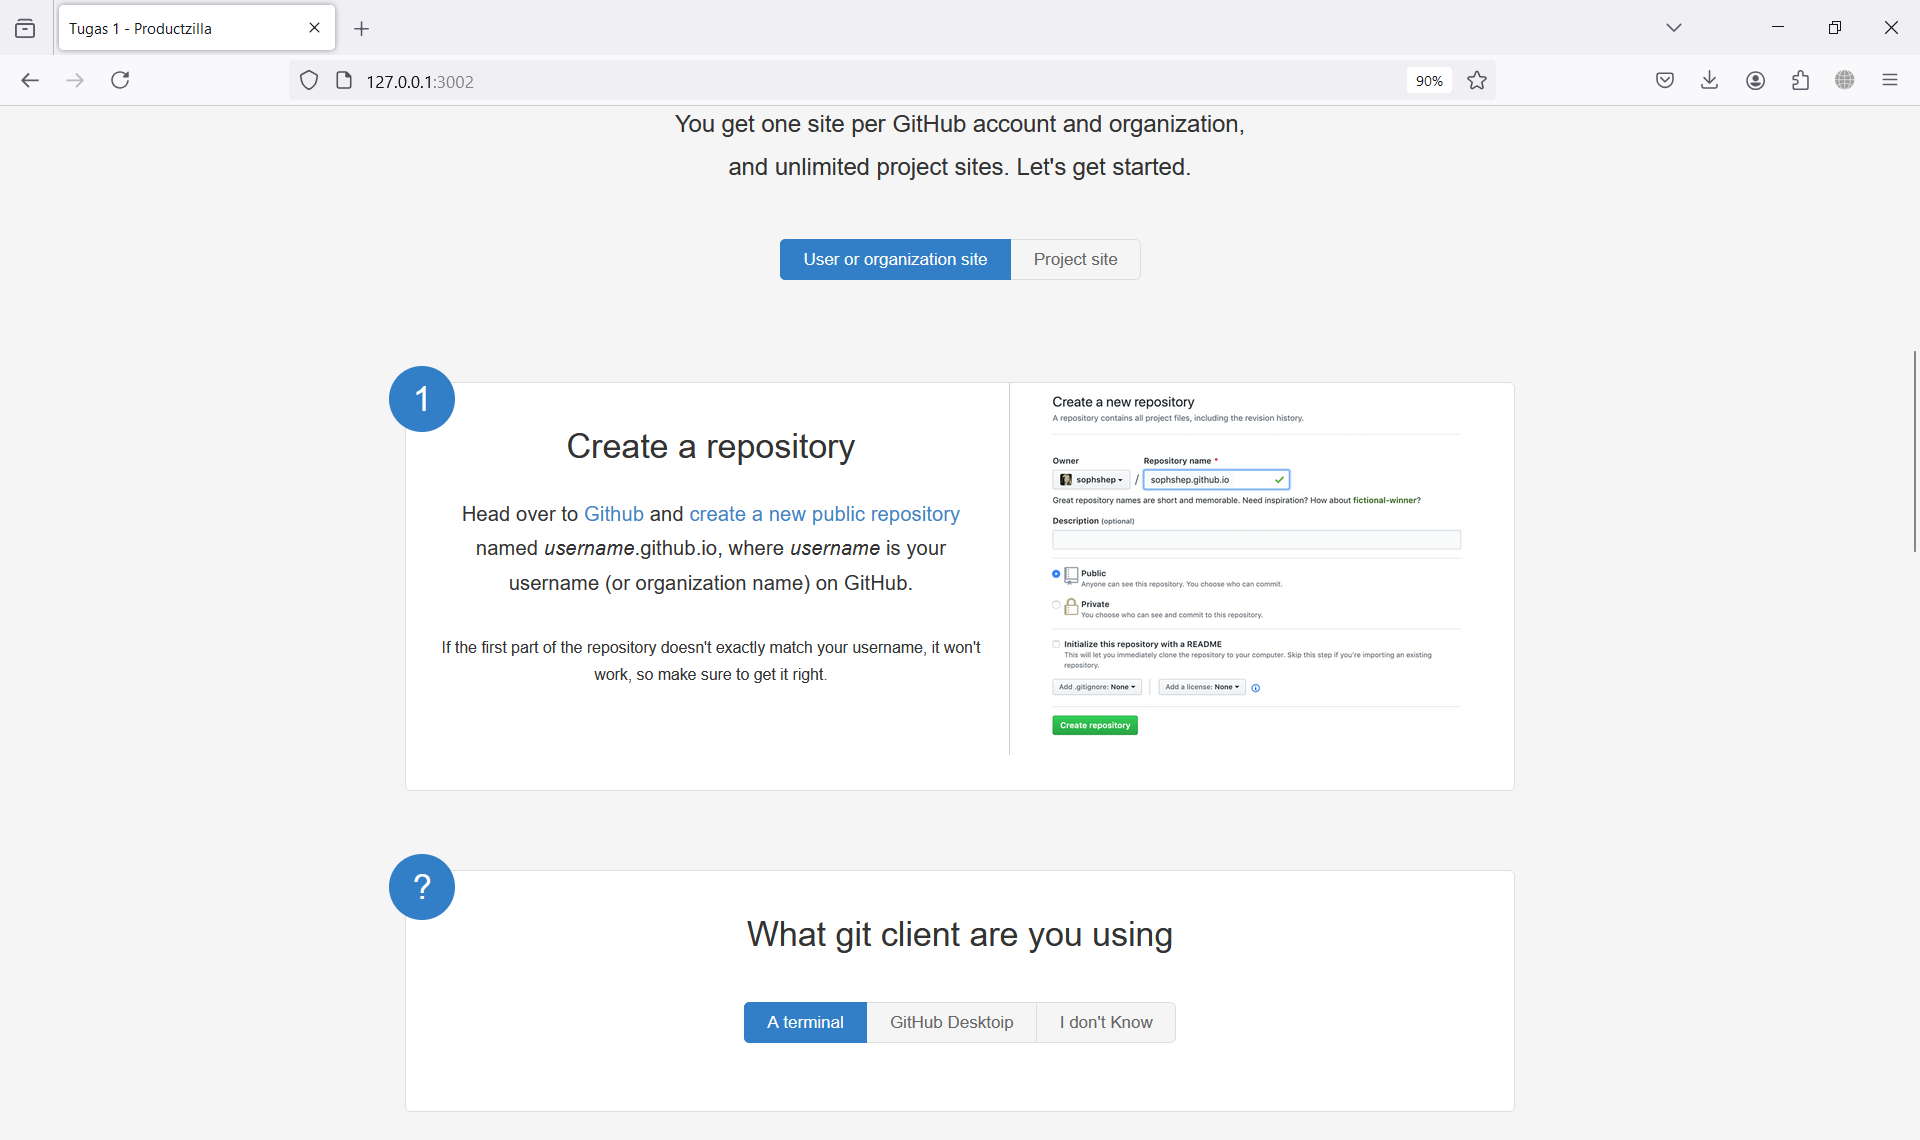 Tugas 1 - Productzilla
127.0.0.1:3002
90%
You get one site per GitHub account and organization,
and unlimited project sites. Let's get started.
User or organization site
Project site
1
Create a repository
Head over to Github and create a new public repository
named username.github.io, where username is your
username (or organization name) on GitHub.
If the first part of the repository doesn't exactly match your username, it won't
work, so make sure to get it right.
Create a new repository
A repository contains all project files, including the revision history.
Owner
Repository name *
sophshep / sophshep.github.io
Great repository names are short and memorable. Need inspiration? How about fictional-winner?
Description (optional)
Public
Anyone can see this repository. You choose who can commit.
Private
You choose who can see and commit to this repository.
Initialize this repository with a README
This will let you immediately clone the repository to your computer. Skip this step if you're importing an existing
repository.
Add .gitignore: None
Add a license: None
Create repository
?
What git client are you using
A terminal
GitHub Desktoip
I don't Know